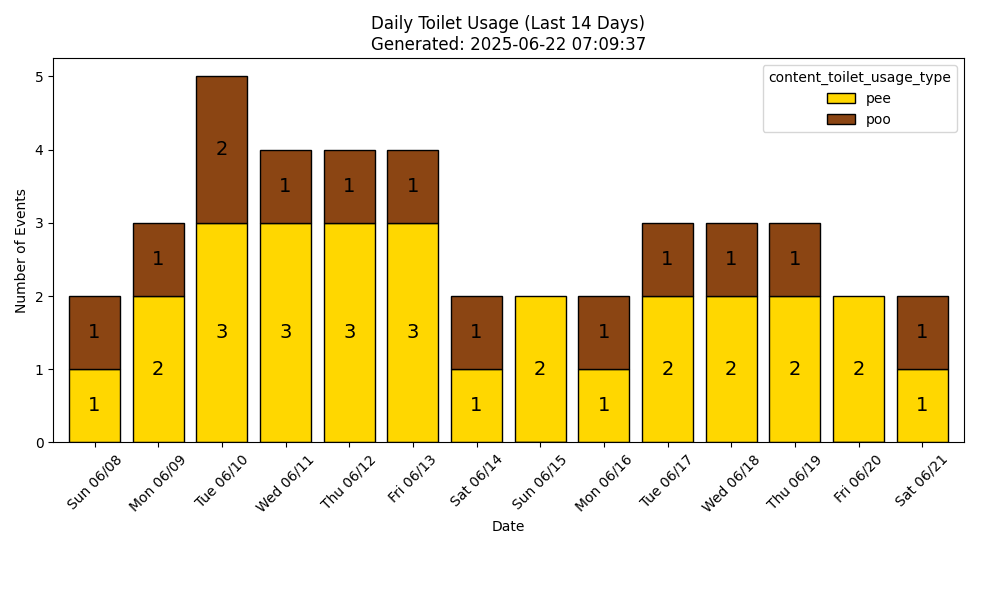 Daily Toilet Usage (Last 14 Days)
Generated: 2025-06-22 07:09:37
content_toilet_usage_type
pee
poo
Number of Events
5
4
3
2
1
0
2
1 1 1 1 1 1 1 1 1 1 1
1 2 3 3 3 3 1 2 1 2 2 2 2 1
Sun 06/08
Mon 06/09
Tue 06/10
Wed 06/11
Thu 06/12
Fri 06/13
Sat 06/14
Sun 06/15
Mon 06/16
Tue 06/17
Wed 06/18
Thu 06/19
Fri 06/20
Sat 06/21
Date